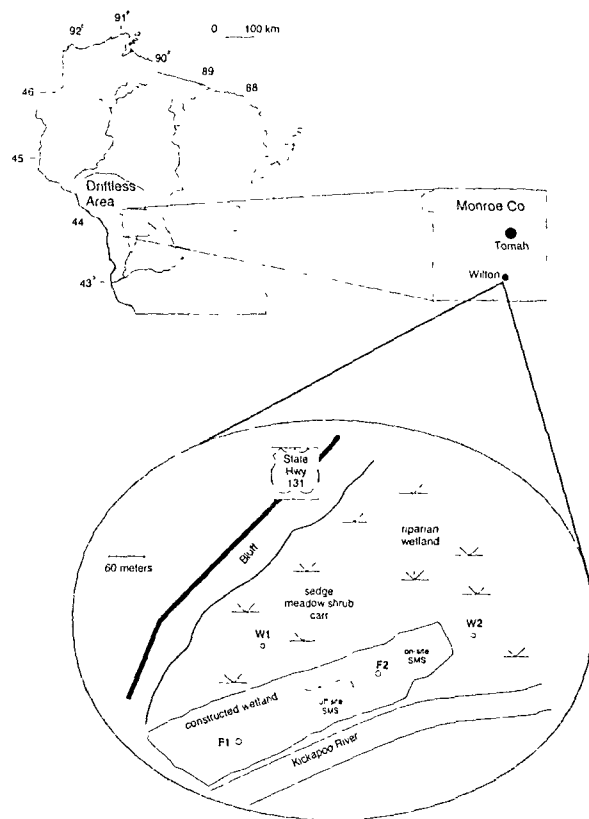 91°
92°
0 100 km
90°
89
88
46
45
Driftless
Area
44
43°
Monroe Co
Tomah
Wilton
State
Hwy
131
Bluff
riparian
wetland
60 meters
sedge
meadow shrub
carr
W1
W2
on-site
SMS
F2
constructed wetland
off site
SMS
F1
Kickapoo River